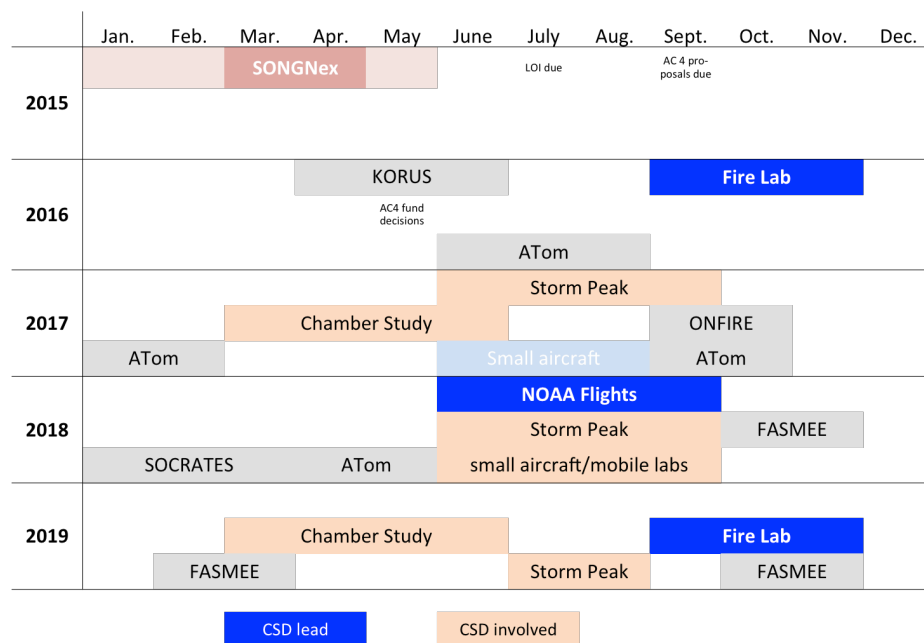 Jan. Feb. Mar. Apr. May June July Aug. Sept. Oct. Nov. Dec.
SONGNex LOI due AC 4 pro-
posals due
2015
KORUS Fire Lab
AC4 fund
decisions
2016
ATom
Storm Peak
2017 Chamber Study ONFIRE
ATom Small aircraft ATom
NOAA Flights
2018 Storm Peak FASMEE
SOCRATES ATom small aircraft/mobile labs
2019 Chamber Study Fire Lab
FASMEE Storm Peak FASMEE
CSD lead CSD involved